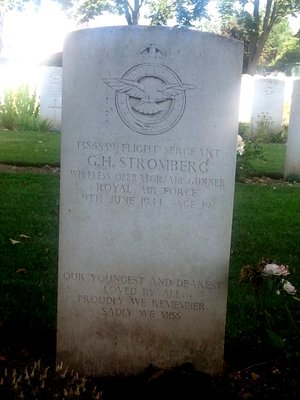 1386559 FLIGHT SERGEANT
G.H. STROMBERG
WIRELESS OPERATOR/AIR GUNNER
ROYAL AIR FORCE
9TH JUNE 1944 AGE 19
OUR YOUNGEST AND DEAREST
LOVED BY ALL
PROUDLY WE REMEMBER,
SADLY WE MISS